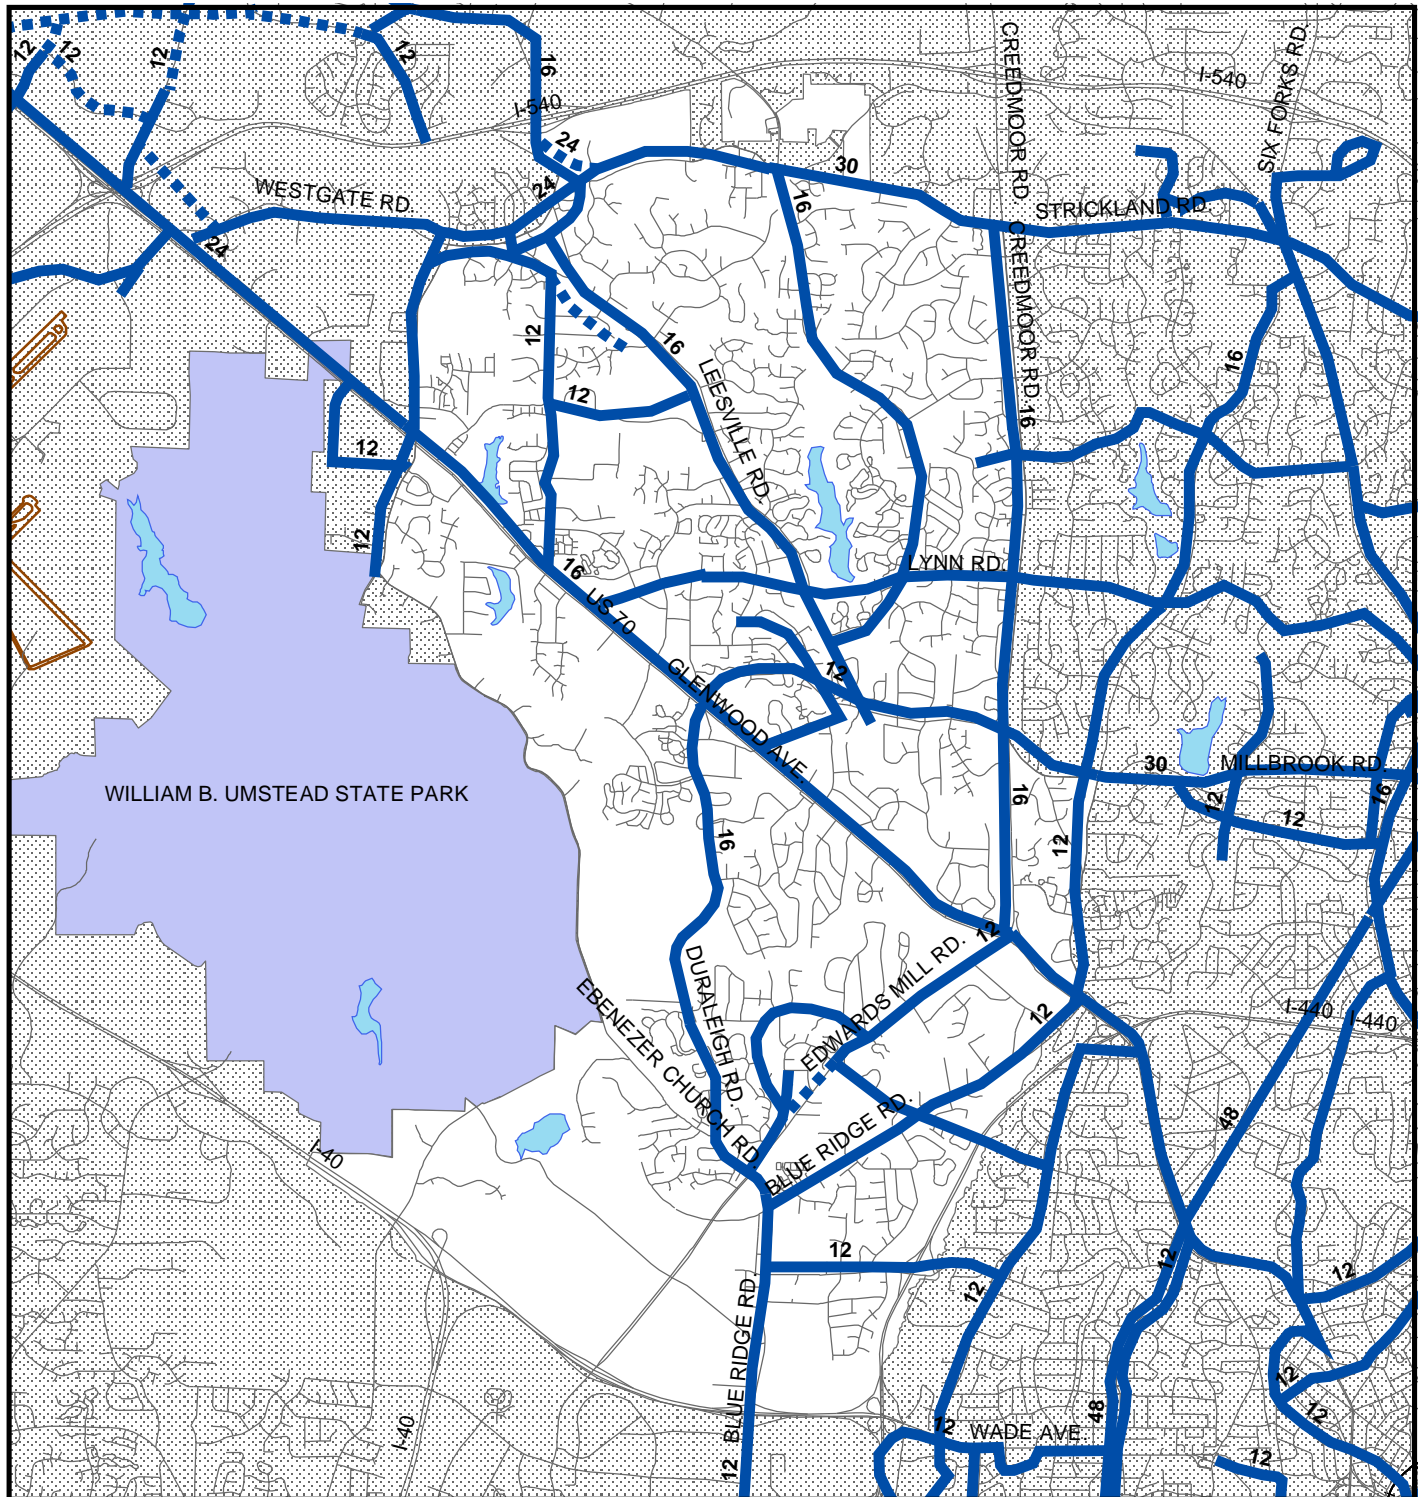 12
12
12
12
16
I-540
CREEDMOOR RD
I-540
SIX FORKS RD.
24
24
30
16
WESTGATE RD.
STRICKLAND RD.
24
CREEDMOOR RD.
12
16
LEESVILLE RD.
16
16
12
12
12
16
US 70
LYNN RD.
GLENWOOD AVE.
12
WILLIAM B. UMSTEAD STATE PARK
30
MILLBROOK RD.
16
12
16
12
16
12
12
EDWARDS MILL RD.
DURALEIGH RD.
EBENEZER CHURCH RD.
12
I-440
I-440
BLUE RIDGE RD.
48
I-40
12
12
12
12
BLUE RIDGE RD.
12
12
I-40
48
12
WADE AVE.
12
12